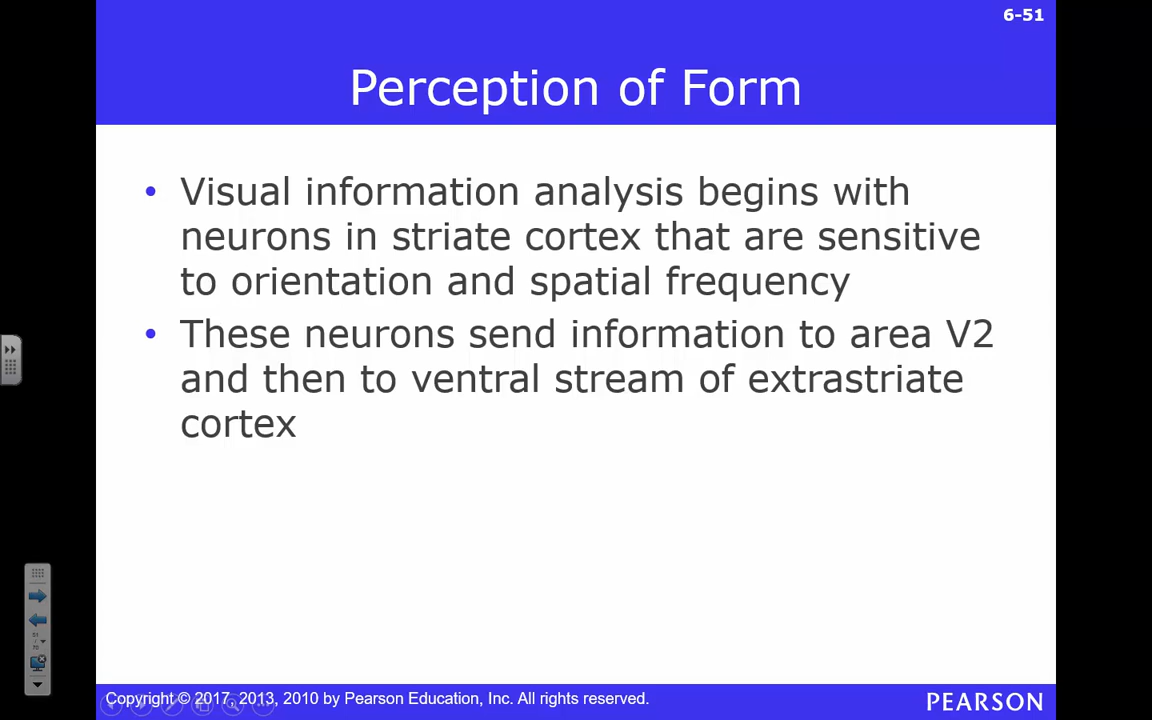 6-51
Perception of Form
• Visual information analysis begins with
neurons in striate cortex that are sensitive
to orientation and spatial frequency
• These neurons send information to area V2
and then to ventral stream of extrastriate
cortex
51
/
70
Copyright © 2017, 2013, 2010 by Pearson Education, Inc. All rights reserved.
PEARSON